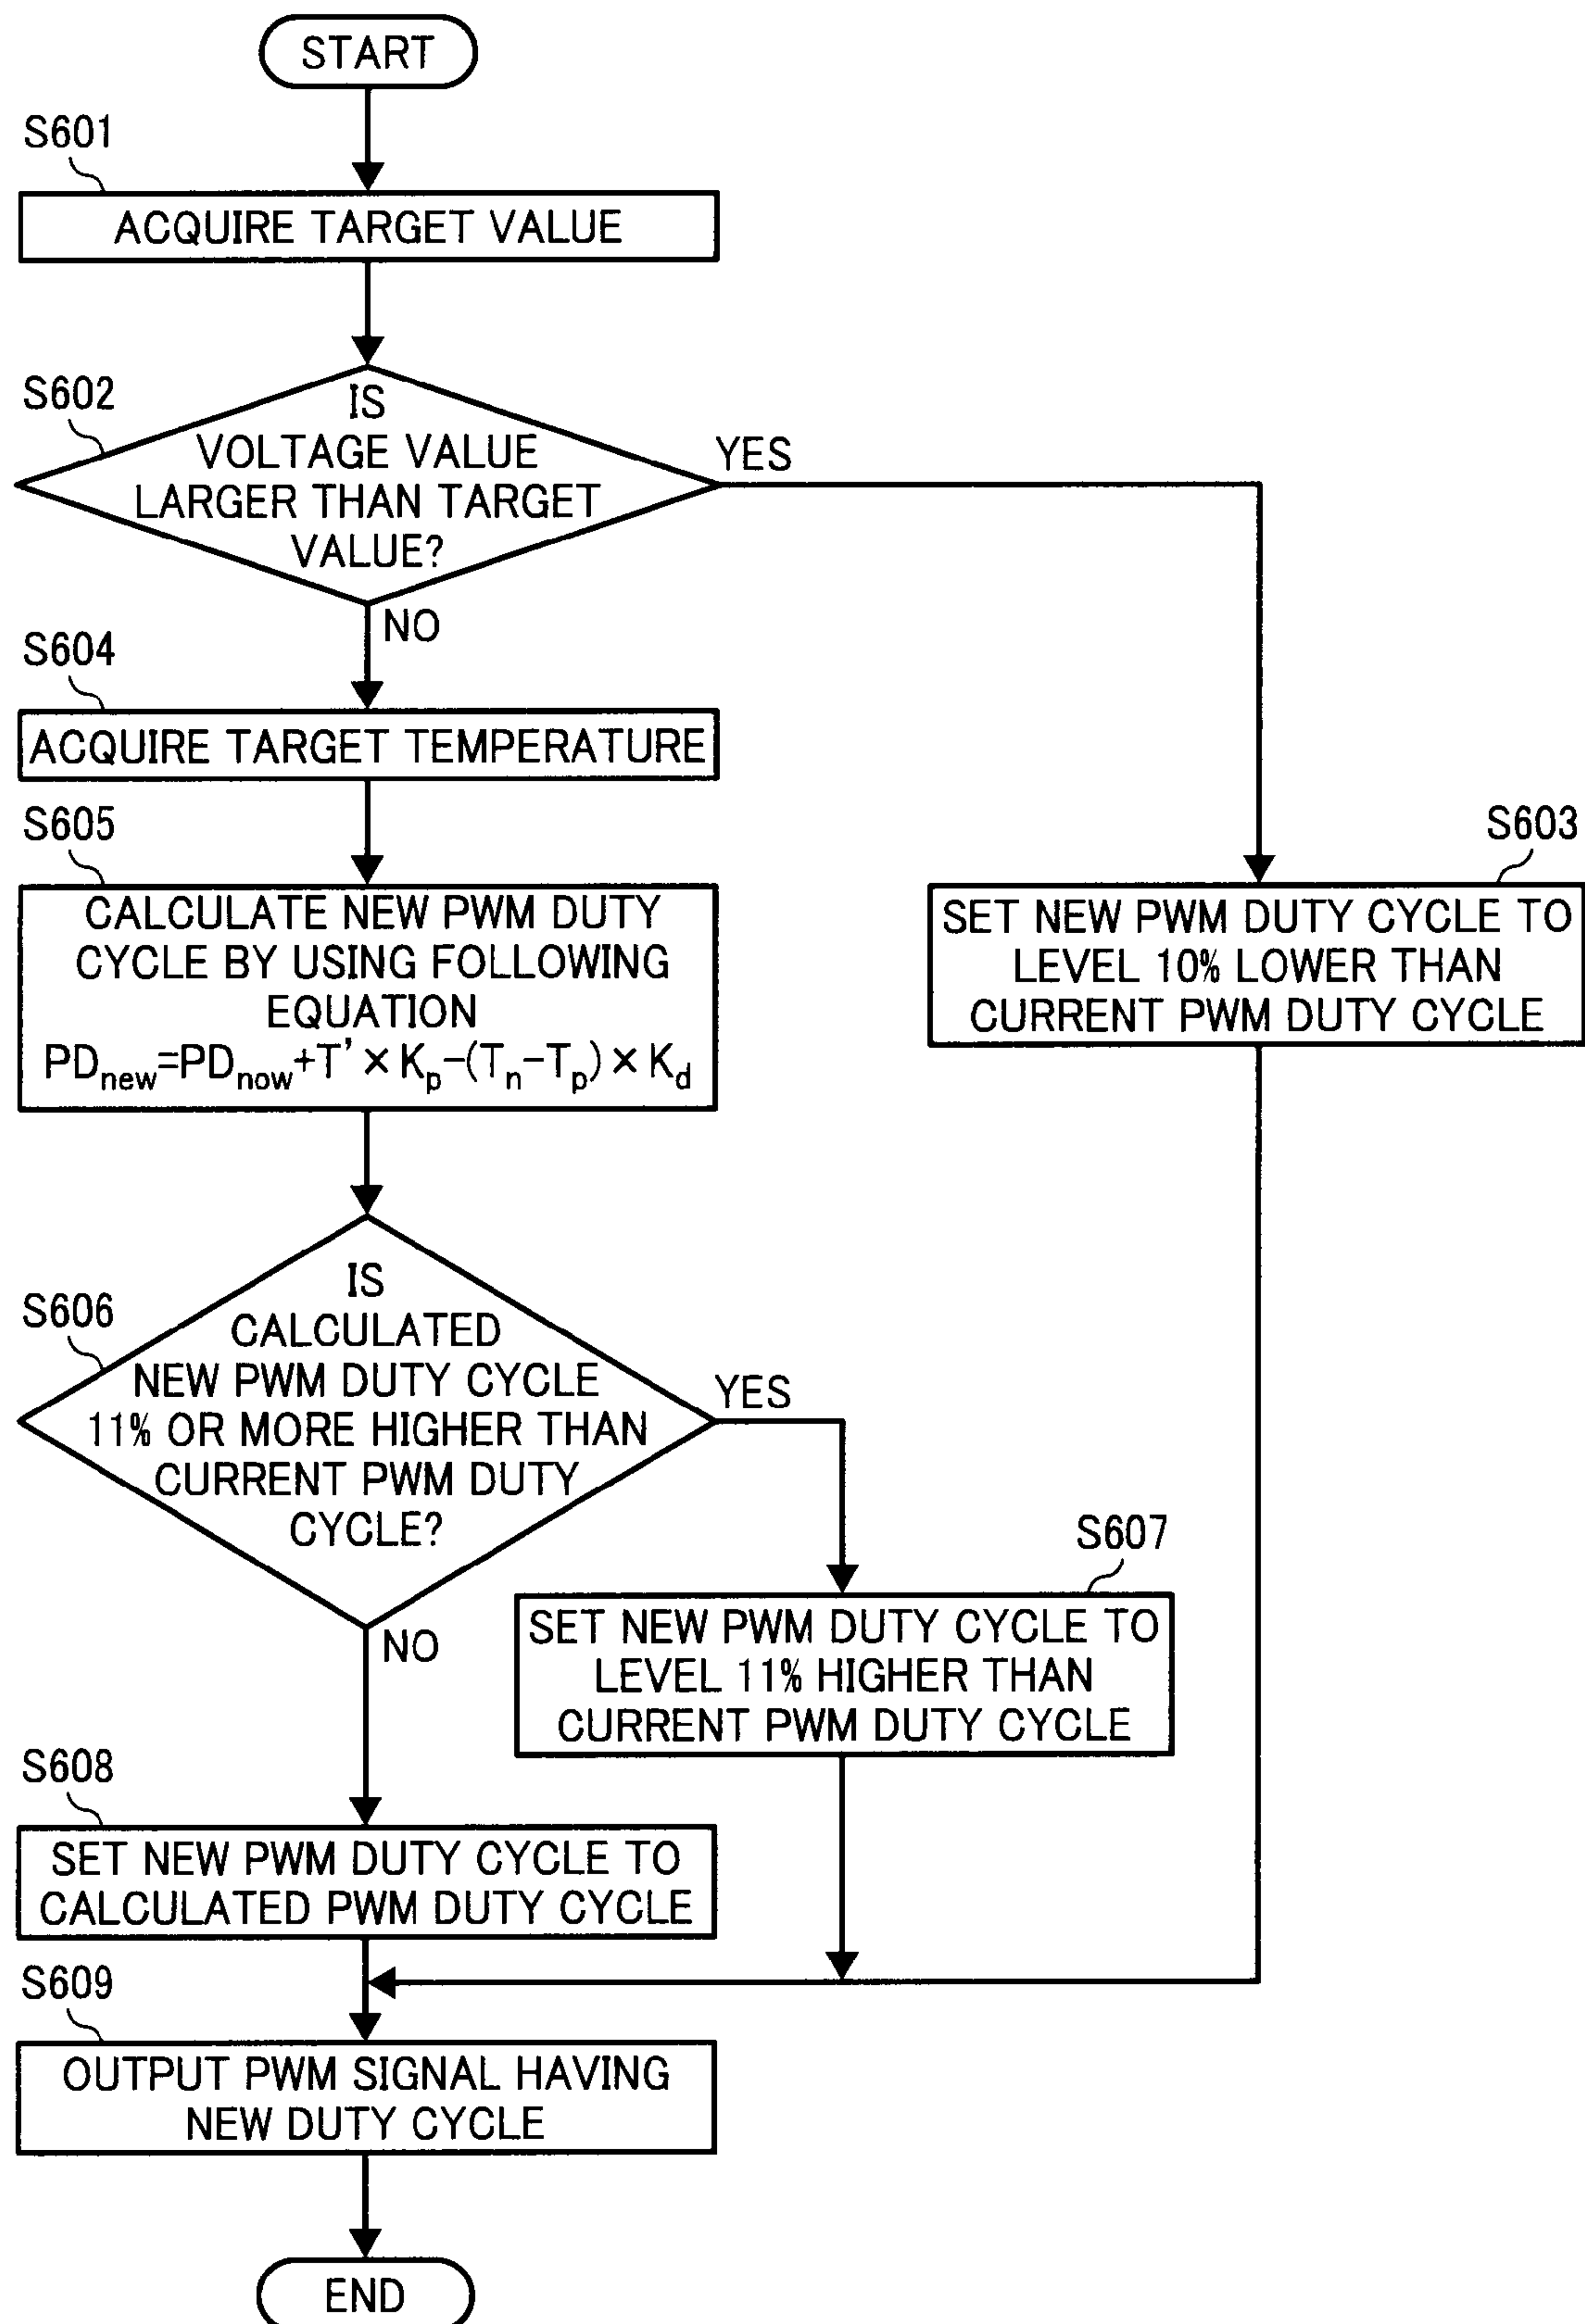 START
S601
ACQUIRE TARGET VALUE
S602
IS
VOLTAGE VALUE
LARGER THAN TARGET
VALUE?
YES
NO
S604
ACQUIRE TARGET TEMPERATURE
S605
CALCULATE NEW PWM DUTY
CYCLE BY USING FOLLOWING
EQUATION
PDnew=PDnow+T'×Kp-(Tn-Tp)×Kd
S603
SET NEW PWM DUTY CYCLE TO
LEVEL 10% LOWER THAN
CURRENT PWM DUTY CYCLE
S606
IS
CALCULATED
NEW PWM DUTY CYCLE
11% OR MORE HIGHER THAN
CURRENT PWM DUTY
CYCLE?
YES
NO
S607
SET NEW PWM DUTY CYCLE TO
LEVEL 11% HIGHER THAN
CURRENT PWM DUTY CYCLE
S608
SET NEW PWM DUTY CYCLE TO
CALCULATED PWM DUTY CYCLE
S609
OUTPUT PWM SIGNAL HAVING
NEW DUTY CYCLE
END